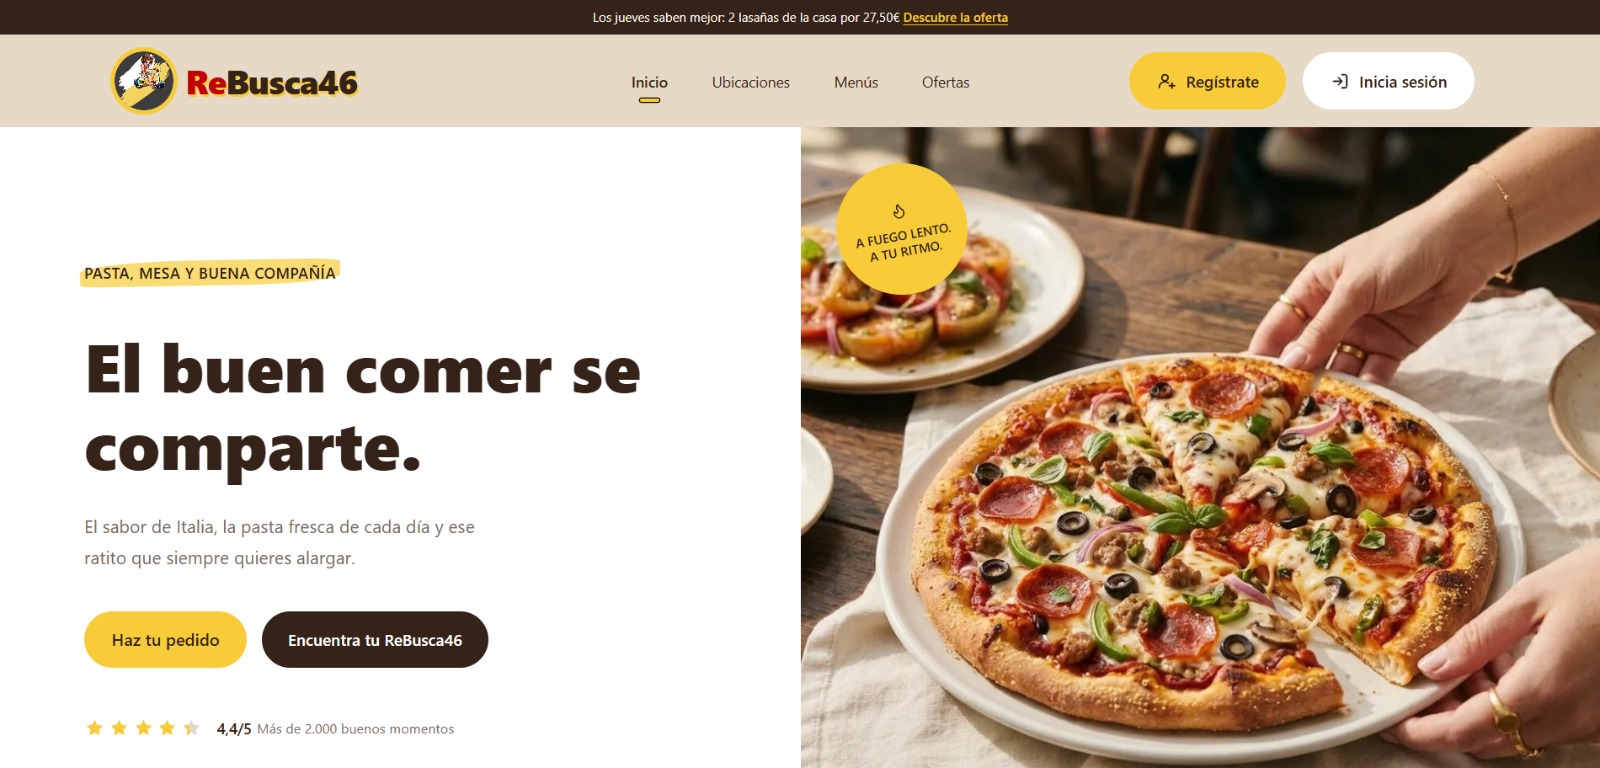 Los jueves saben mejor: 2 lasañas de la casa por 27,50€ Descubre la oferta
ReBusca46
Inicio
Ubicaciones
Menús
Ofertas
Regístrate
Inicia sesión
PASTA, MESA Y BUENA COMPAÑÍA
El buen comer se
comparte.
El sabor de Italia, la pasta fresca de cada día y ese
ratito que siempre quieres alargar.
Haz tu pedido
Encuentra tu ReBusca46
4,4/5 Más de 2.000 buenos momentos
A FUEGO LENTO.
A TU RITMO.